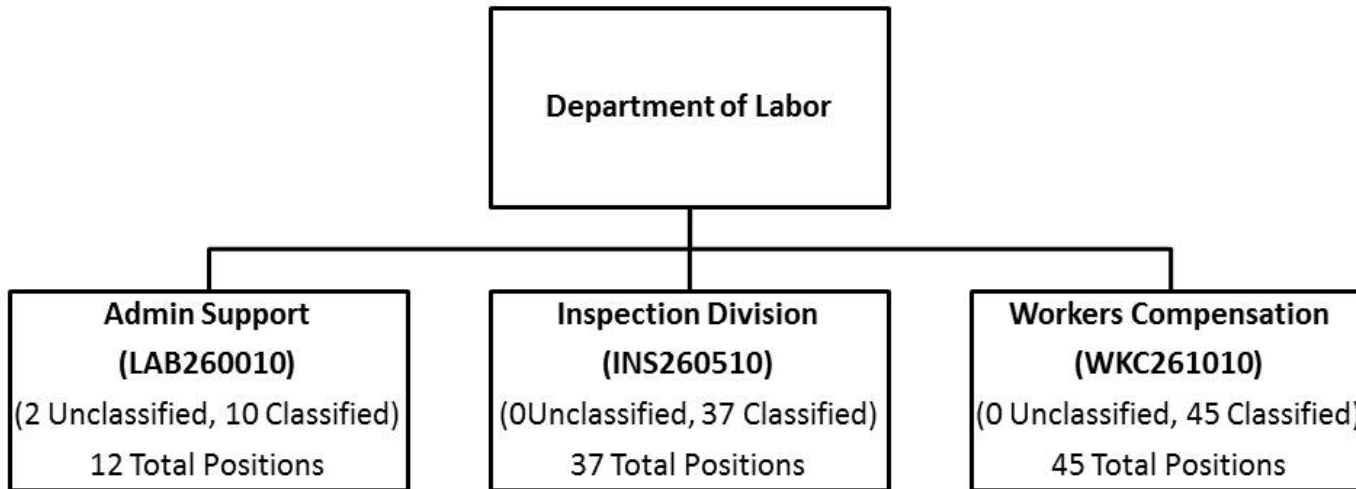 Department of Labor
Admin Support
(LAB260010)
(2 Unclassified, 10 Classified)
12 Total Positions
Inspection Division
(INS260510)
(0Unclassified, 37 Classified)
37 Total Positions
Workers Compensation
(WKC261010)
(0 Unclassified, 45 Classified)
45 Total Positions